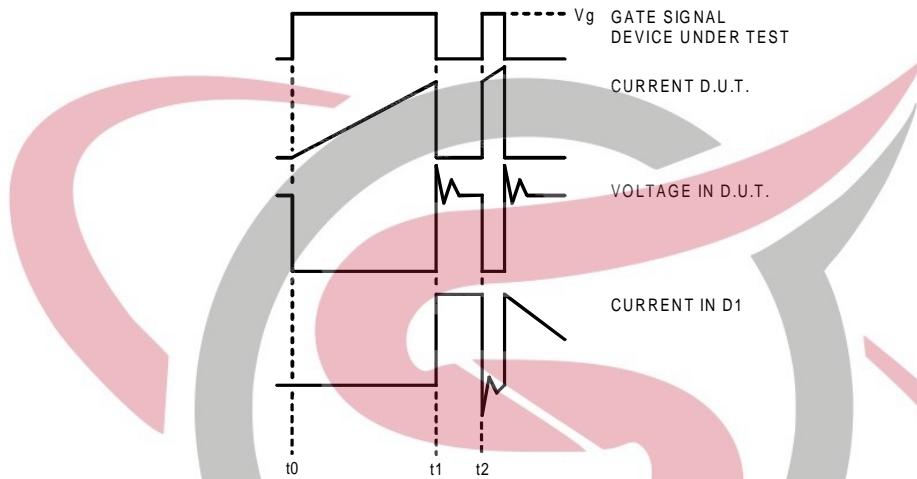 Vg GATE SIGNAL
DEVICE UNDER TEST
CURRENT D.U.T.
VOLTAGE IN D.U.T.
CURRENT IN D1
t0 t1 t2